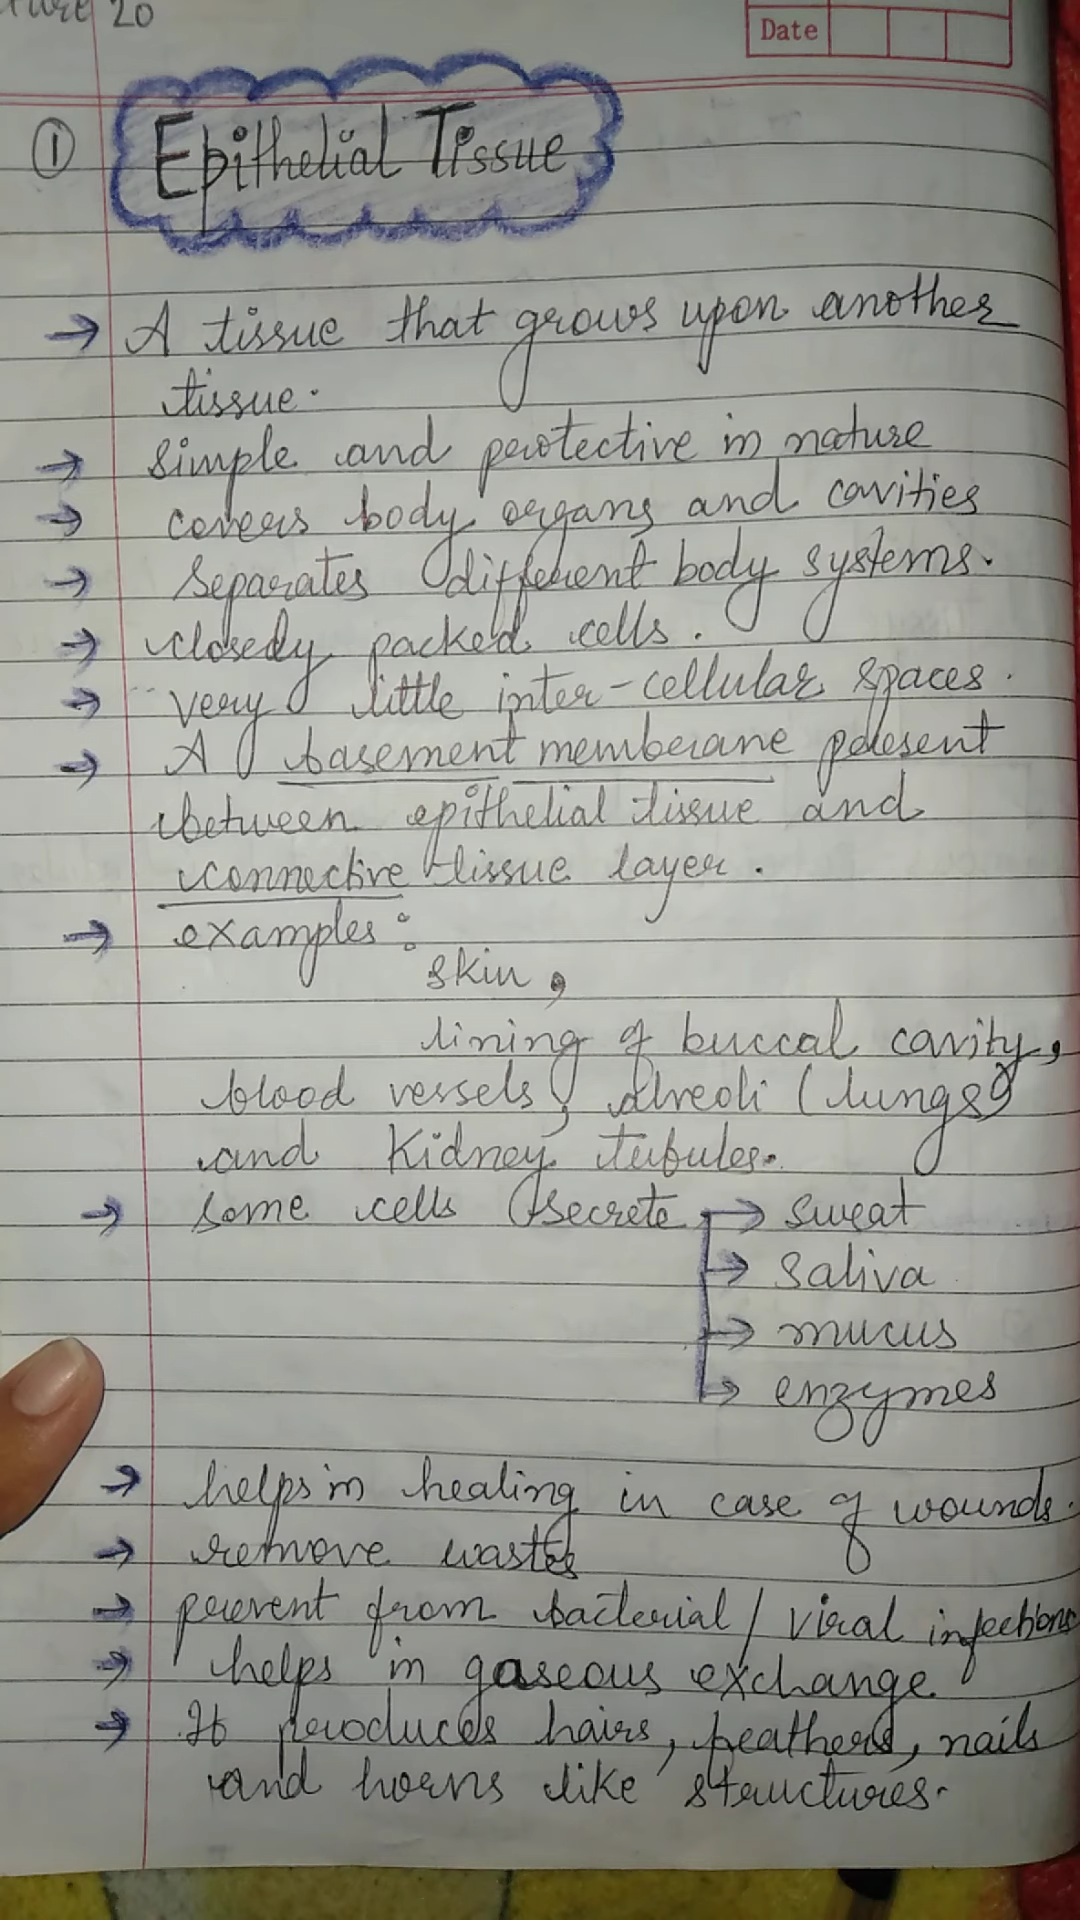 20
Date
① Epithelial Tissue
→ A tissue that grows upon another
tissue.
→ simple and protective in nature
→ covers body organs and cavities
→ separates different body systems.
→ closely packed cells.
→ very little inter-cellular spaces.
→ A basement membrane present
between epithelial tissue and
connective tissue layer.
→ examples:
skin,
lining of buccal cavity,
blood vessels, alveoli (lungs)
and Kidney tubules.
→ some cells secrete → sweat
→ saliva
→ mucus
→ enzymes
→ helps in healing in case of wounds.
→ remove wastes
→ prevent from bacterial / viral infections
→ helps in gaseous exchange.
→ It produces hairs, feathers, nails
and horns like structures.